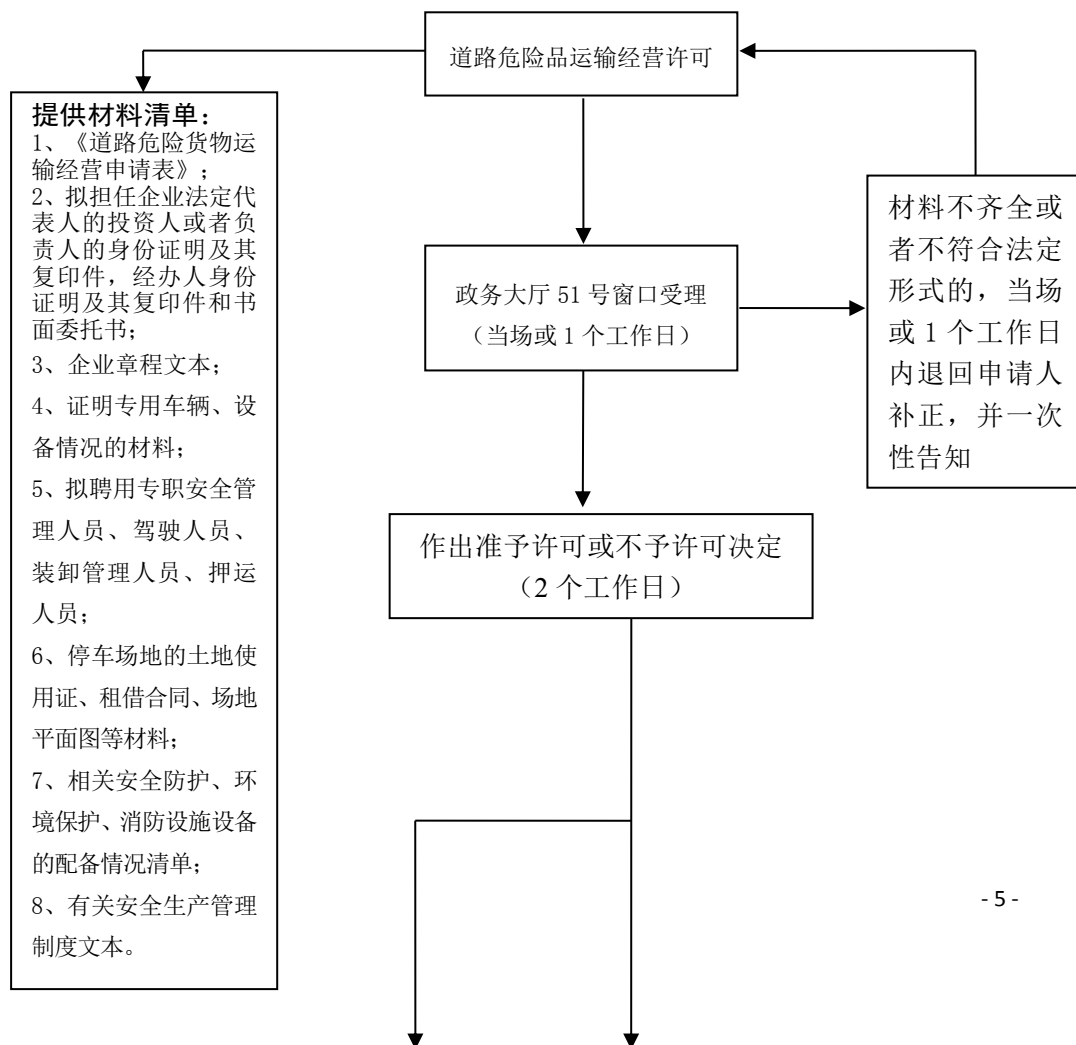 道路危险品运输经营许可
提供材料清单：
1、《道路危险货物运
输经营申请表》；
2、拟担任企业法定代
表人的投资人或者负
责人的身份证明及其
复印件，经办人身份
证明及其复印件和书
面委托书；
3、企业章程文本；
4、证明专用车辆、设
备情况的材料；
5、拟聘用专职安全管
理人员、驾驶人员、
装卸管理人员、押运
人员；
6、停车场地的土地使
用证、租借合同、场地
平面图等材料；
7、相关安全防护、环
境保护、消防设施设备
的配备情况清单；
8、有关安全生产管理
制度文本。
政务大厅 51 号窗口受理
（当场或 1 个工作日）
材料不齐全或
者不符合法定
形式的，当场
或 1 个工作日
内退回申请人
补正，并一次
性告知
作出准予许可或不予许可决定
（2 个工作日）
- 5 -